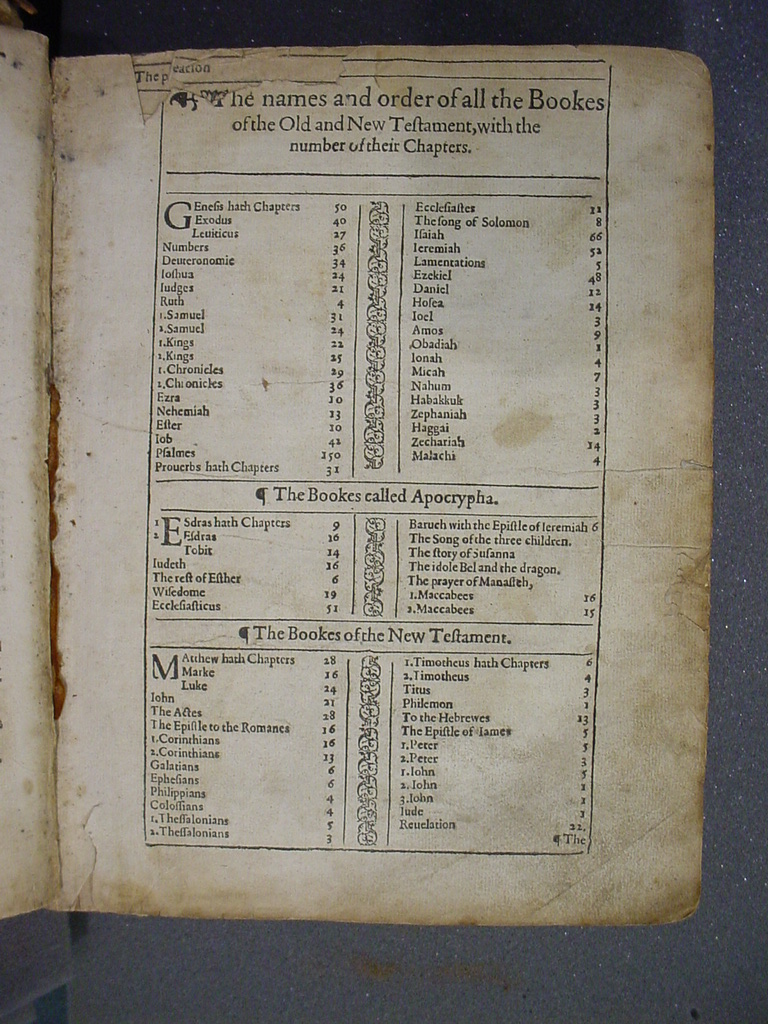 The p eacion
The names and order of all the Bookes
of the Old and New Teſtament, with the
number of their Chapters.
GEneſis hath Chapters 50
Exodus 40
Leuiticus 27
Numbers 36
Deuteronomie 34
Ioſhua 24
Iudges 21
Ruth 4
1.Samuel 31
2.Samuel 24
1.Kings 22
2.Kings 25
1.Chronicles 29
2.Chronicles 36
Ezra 10
Nehemiah 13
Eſter 10
Iob 42
Pſalmes 150
Prouerbs hath Chapters 31
Eccleſiaſtes 12
The ſong of Solomon 8
Iſaiah 66
Ieremiah 52
Lamentations 5
Ezekiel 48
Daniel 12
Hoſea 14
Ioel 3
Amos 9
Obadiah 1
Ionah 4
Micah 7
Nahum 3
Habakkuk 3
Zephaniah 3
Haggai 2
Zechariah 14
Malachi 4
¶ The Bookes called Apocrypha.
1 ESdras hath Chapters 9
2 Eſdras 16
Tobit 14
Iudeth 16
The reſt of Eſther 6
Wiſedome 19
Eccleſiaſticus 51
Baruch with the Epiſtle of Ieremiah 6
The Song of the three children.
The ſtory of Suſanna
The idole Bel and the dragon.
The prayer of Manaſſeh,
1.Maccabees 16
2.Maccabees 15
¶ The Bookes of the New Teſtament.
MAtthew hath Chapters 28
Marke 16
Luke 24
Iohn 21
The Actes 28
The Epiſtle to the Romanes 16
1.Corinthians 16
2.Corinthians 13
Galatians 6
Epheſians 6
Philippians 4
Coloſſians 4
1.Theſſalonians 5
2.Theſſalonians 3
1.Timotheus hath Chapters 6
2.Timotheus 4
Titus 3
Philemon 1
To the Hebrewes 13
The Epiſtle of Iames 5
1.Peter 5
2.Peter 3
1.Iohn 5
2.Iohn 1
3.Iohn 1
Iude 1
Reuelation 22.
¶ The